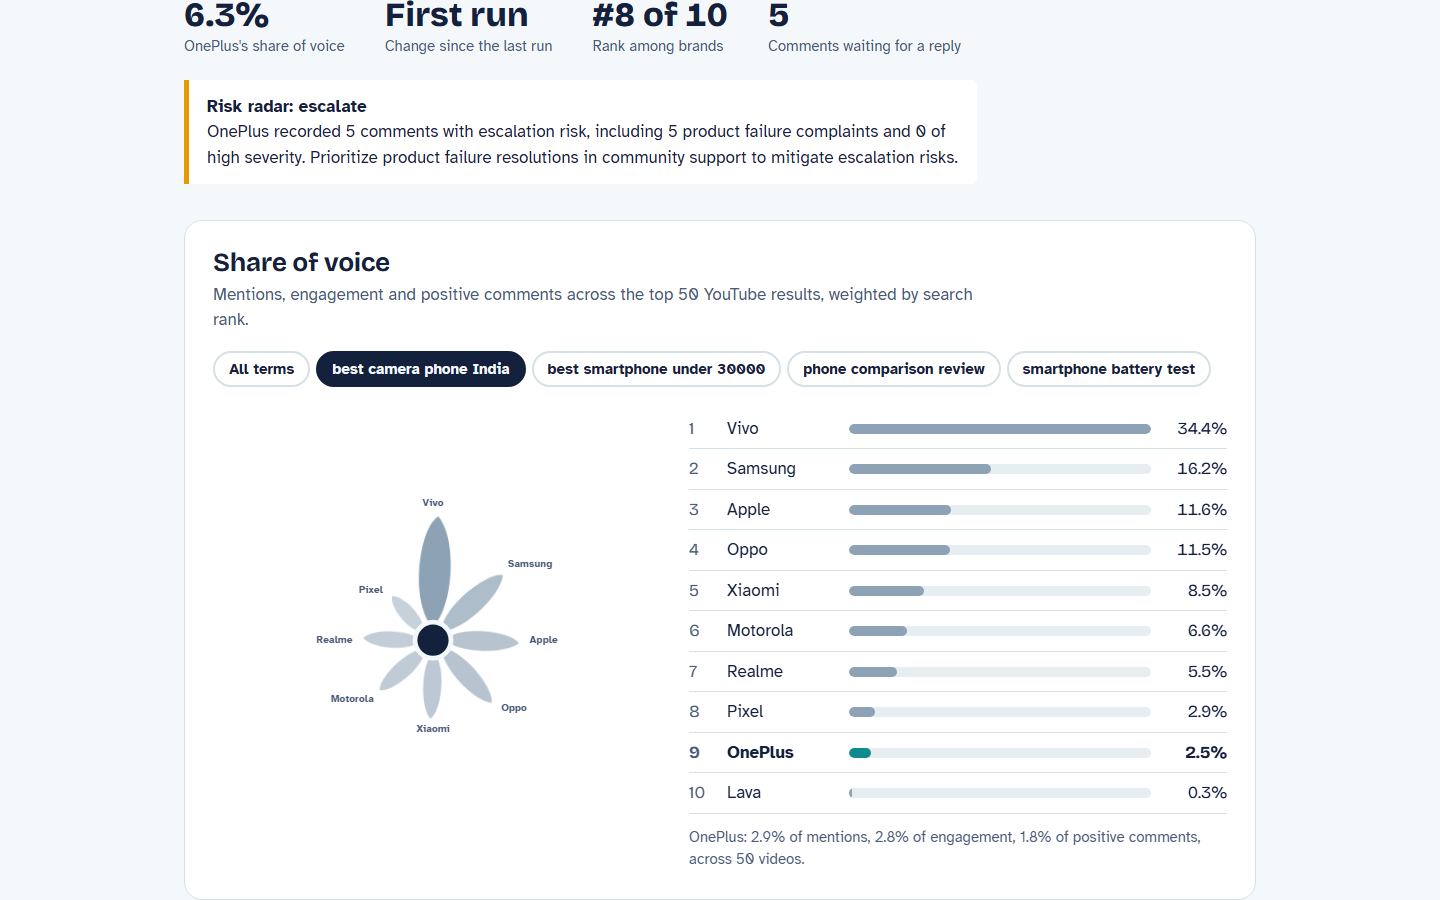 6.3%
OnePlus's share of voice
First run
Change since the last run
#8 of 10
Rank among brands
5
Comments waiting for a reply
Risk radar: escalate
OnePlus recorded 5 comments with escalation risk, including 5 product failure complaints and 0 of
high severity. Prioritize product failure resolutions in community support to mitigate escalation risks.
Share of voice
Mentions, engagement and positive comments across the top 50 YouTube results, weighted by search
rank.
All terms
best camera phone India
best smartphone under 30000
phone comparison review
smartphone battery test
Vivo
Samsung
Pixel
Realme
Apple
Motorola
Oppo
Xiaomi
1 Vivo 34.4%
2 Samsung 16.2%
3 Apple 11.6%
4 Oppo 11.5%
5 Xiaomi 8.5%
6 Motorola 6.6%
7 Realme 5.5%
8 Pixel 2.9%
9 OnePlus 2.5%
10 Lava 0.3%
OnePlus: 2.9% of mentions, 2.8% of engagement, 1.8% of positive comments,
across 50 videos.